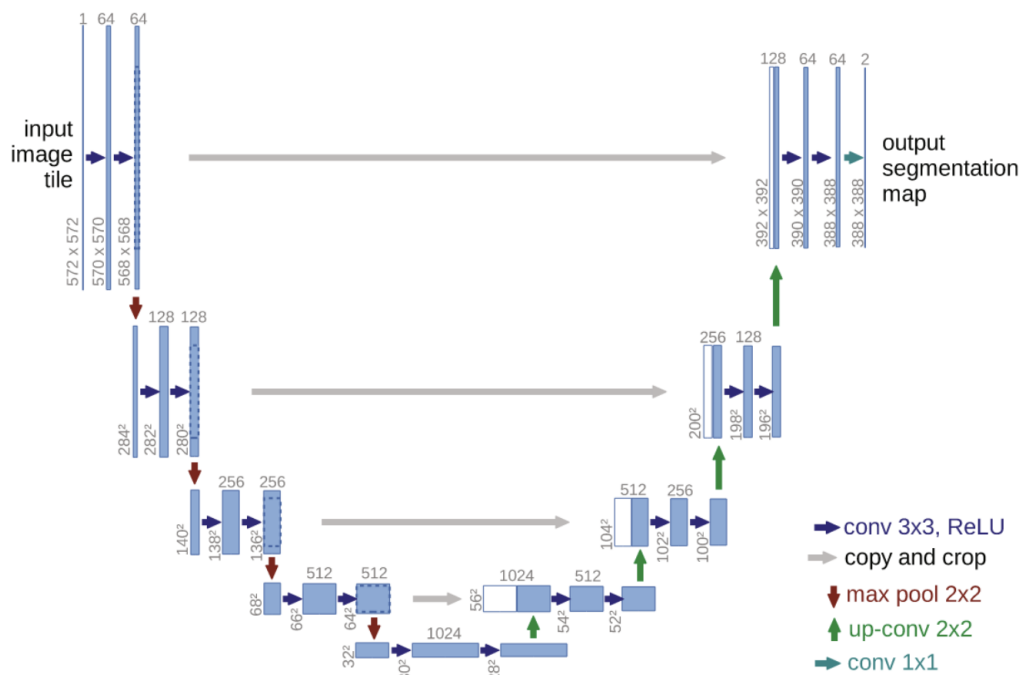 1 64 64
input
image
tile
572 x 572
570 x 570
568 x 568
128 64 64 2
output
segmentation
map
392 x 392
390 x 390
388 x 388
388 x 388
128 128
284²
282²
280²
256 128
200²
198²
196²
256 256
140²
138²
136²
512 256
104²
102²
100²
512 512
68²
66²
64²
1024 512
56²
54²
52²
1024
32²
conv 3x3, ReLU
copy and crop
max pool 2x2
up-conv 2x2
conv 1x1